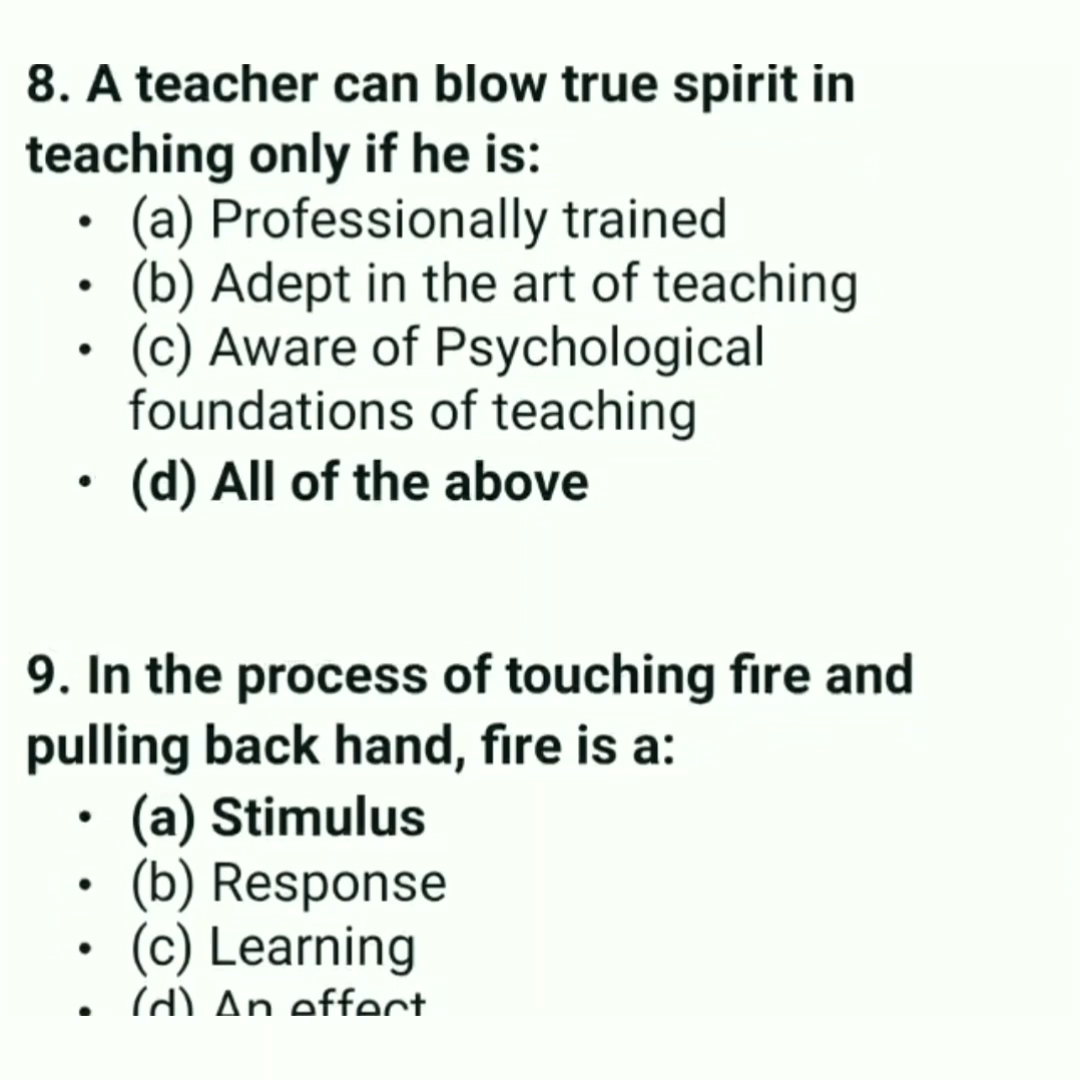 8. A teacher can blow true spirit in
teaching only if he is:
• (a) Professionally trained
• (b) Adept in the art of teaching
• (c) Aware of Psychological
foundations of teaching
• (d) All of the above
9. In the process of touching fire and
pulling back hand, fire is a:
• (a) Stimulus
• (b) Response
• (c) Learning
• (d) An effect